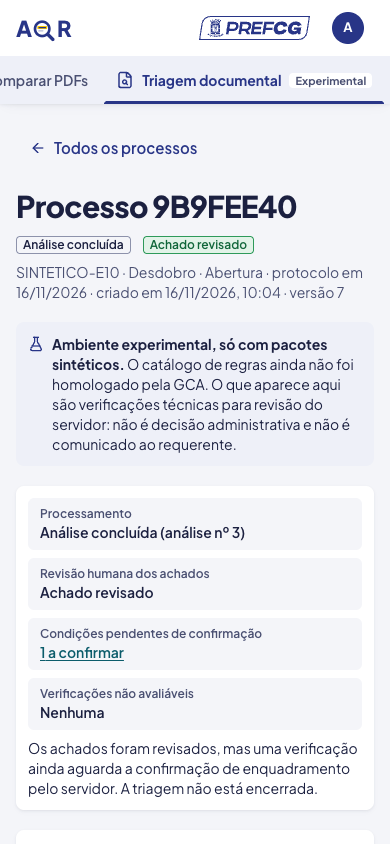 AQR
PREFCG
A
omparar PDFs
Triagem documental
Experimental
← Todos os processos
Processo 9B9FEE40
Análise concluída
Achado revisado
SINTETICO-E10 · Desdobro · Abertura · protocolo em
16/11/2026 · criado em 16/11/2026, 10:04 · versão 7
Ambiente experimental, só com pacotes
sintéticos. O catálogo de regras ainda não foi
homologado pela GCA. O que aparece aqui
são verificações técnicas para revisão do
servidor: não é decisão administrativa e não é
comunicado ao requerente.
Processamento
Análise concluída (análise nº 3)
Revisão humana dos achados
Achado revisado
Condições pendentes de confirmação
1 a confirmar
Verificações não avaliáveis
Nenhuma
Os achados foram revisados, mas uma verificação
ainda aguarda a confirmação de enquadramento
pelo servidor. A triagem não está encerrada.